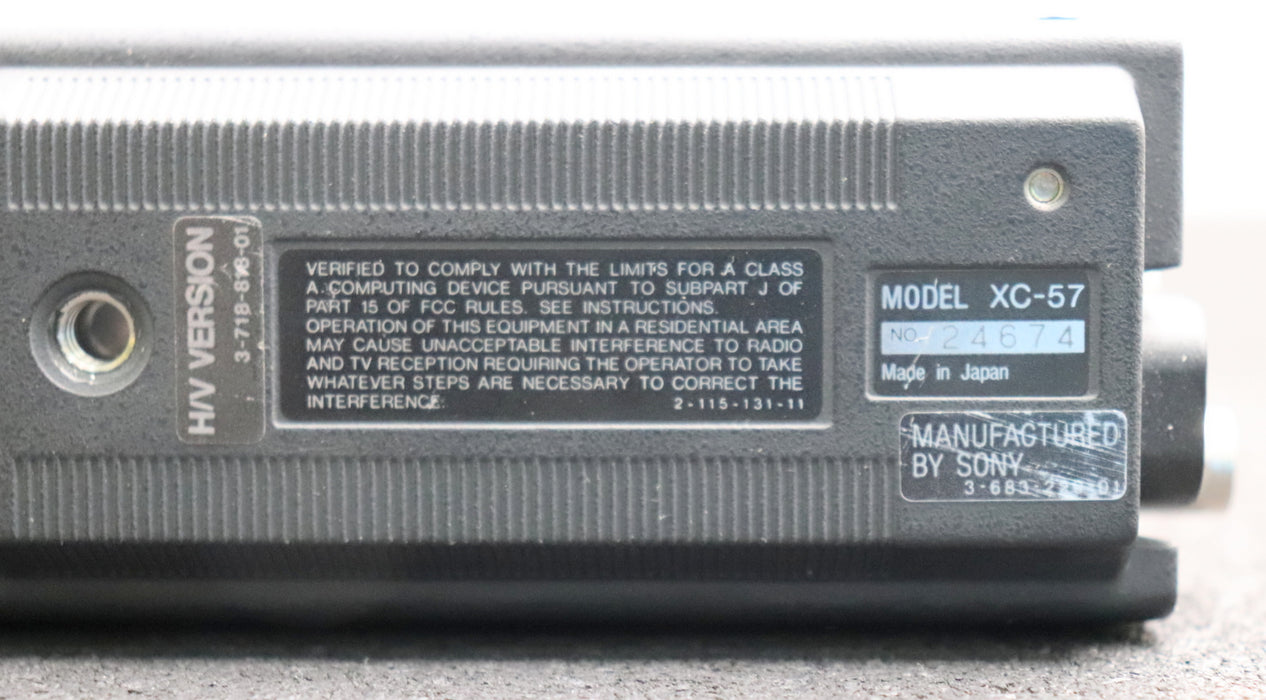 H/V VERSION
3-718-818-01
VERIFIED TO COMPLY WITH THE LIMITS FOR A CLASS
A COMPUTING DEVICE PURSUANT TO SUBPART J OF
PART 15 OF FCC RULES. SEE INSTRUCTIONS.
OPERATION OF THIS EQUIPMENT IN A RESIDENTIAL AREA
MAY CAUSE UNACCEPTABLE INTERFERENCE TO RADIO
AND TV RECEPTION REQUIRING THE OPERATOR TO TAKE
WHATEVER STEPS ARE NECESSARY TO CORRECT THE
INTERFERENCE.
2-115-131-11
MODEL XC-57
NO. 24674
Made in Japan
MANUFACTURED
BY SONY